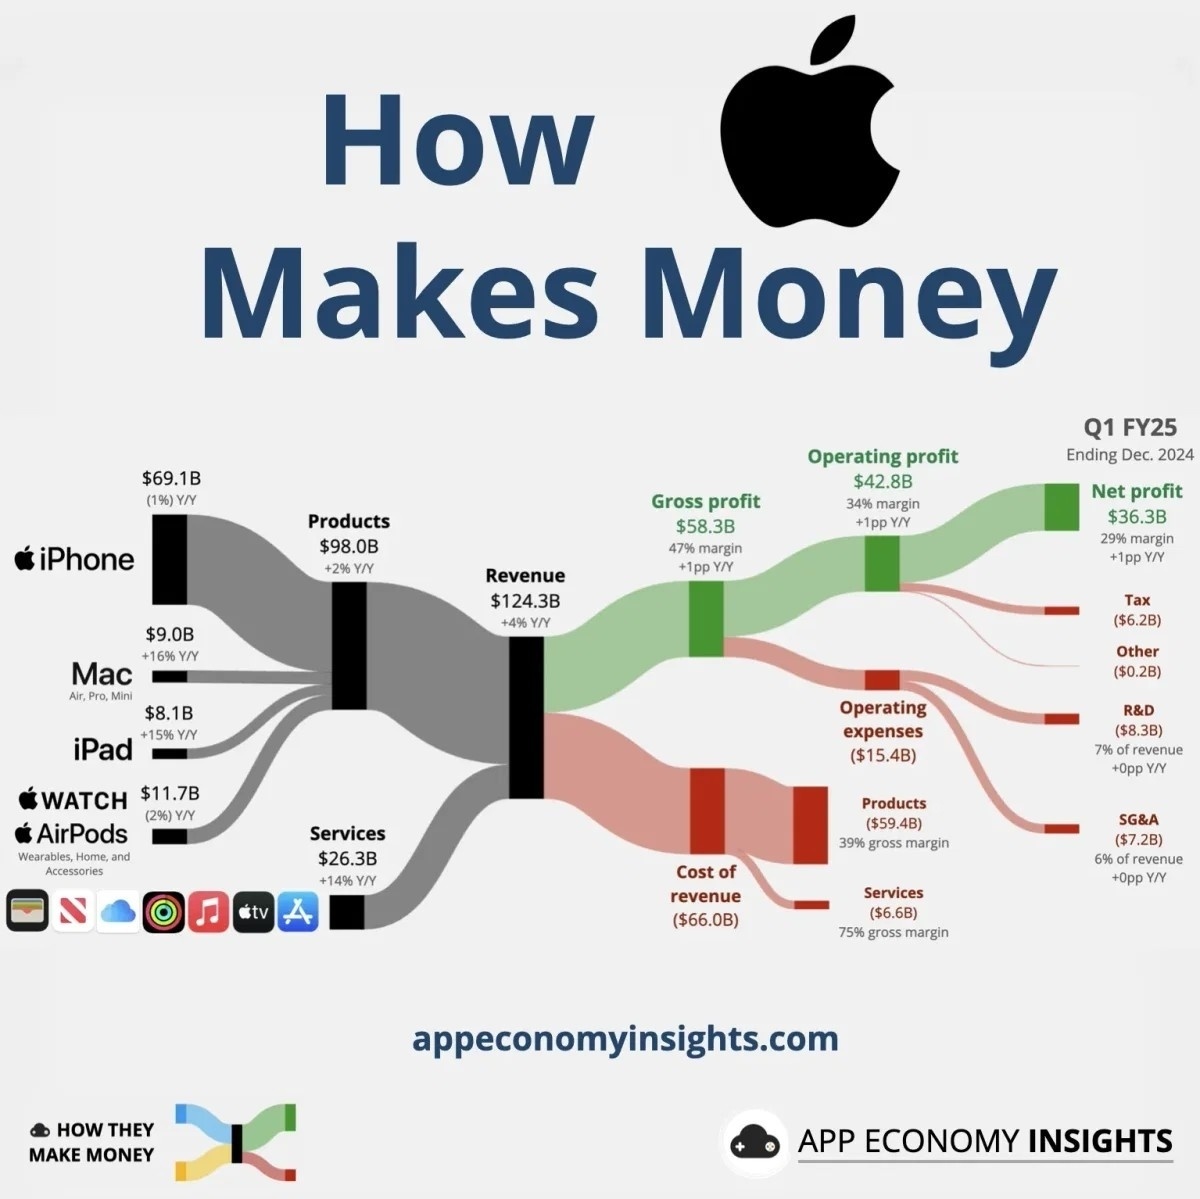 How
Makes Money
Q1 FY25
Ending Dec. 2024
$69.1B
(1%) Y/Y
iPhone
$9.0B
+16% Y/Y
Mac
Air, Pro, Mini
$8.1B
+15% Y/Y
iPad
$11.7B
(2%) Y/Y
WATCH
AirPods
Wearables, Home, and
Accessories
tv
Products
$98.0B
+2% Y/Y
Services
$26.3B
+14% Y/Y
Revenue
$124.3B
+4% Y/Y
Gross profit
$58.3B
47% margin
+1pp Y/Y
Operating profit
$42.8B
34% margin
+1pp Y/Y
Net profit
$36.3B
29% margin
+1pp Y/Y
Tax
($6.2B)
Other
($0.2B)
Operating
expenses
($15.4B)
R&D
($8.3B)
7% of revenue
+0pp Y/Y
SG&A
($7.2B)
6% of revenue
+0pp Y/Y
Cost of
revenue
($66.0B)
Products
($59.4B)
39% gross margin
Services
($6.6B)
75% gross margin
appeconomyinsights.com
HOW THEY
MAKE MONEY
APP ECONOMY INSIGHTS